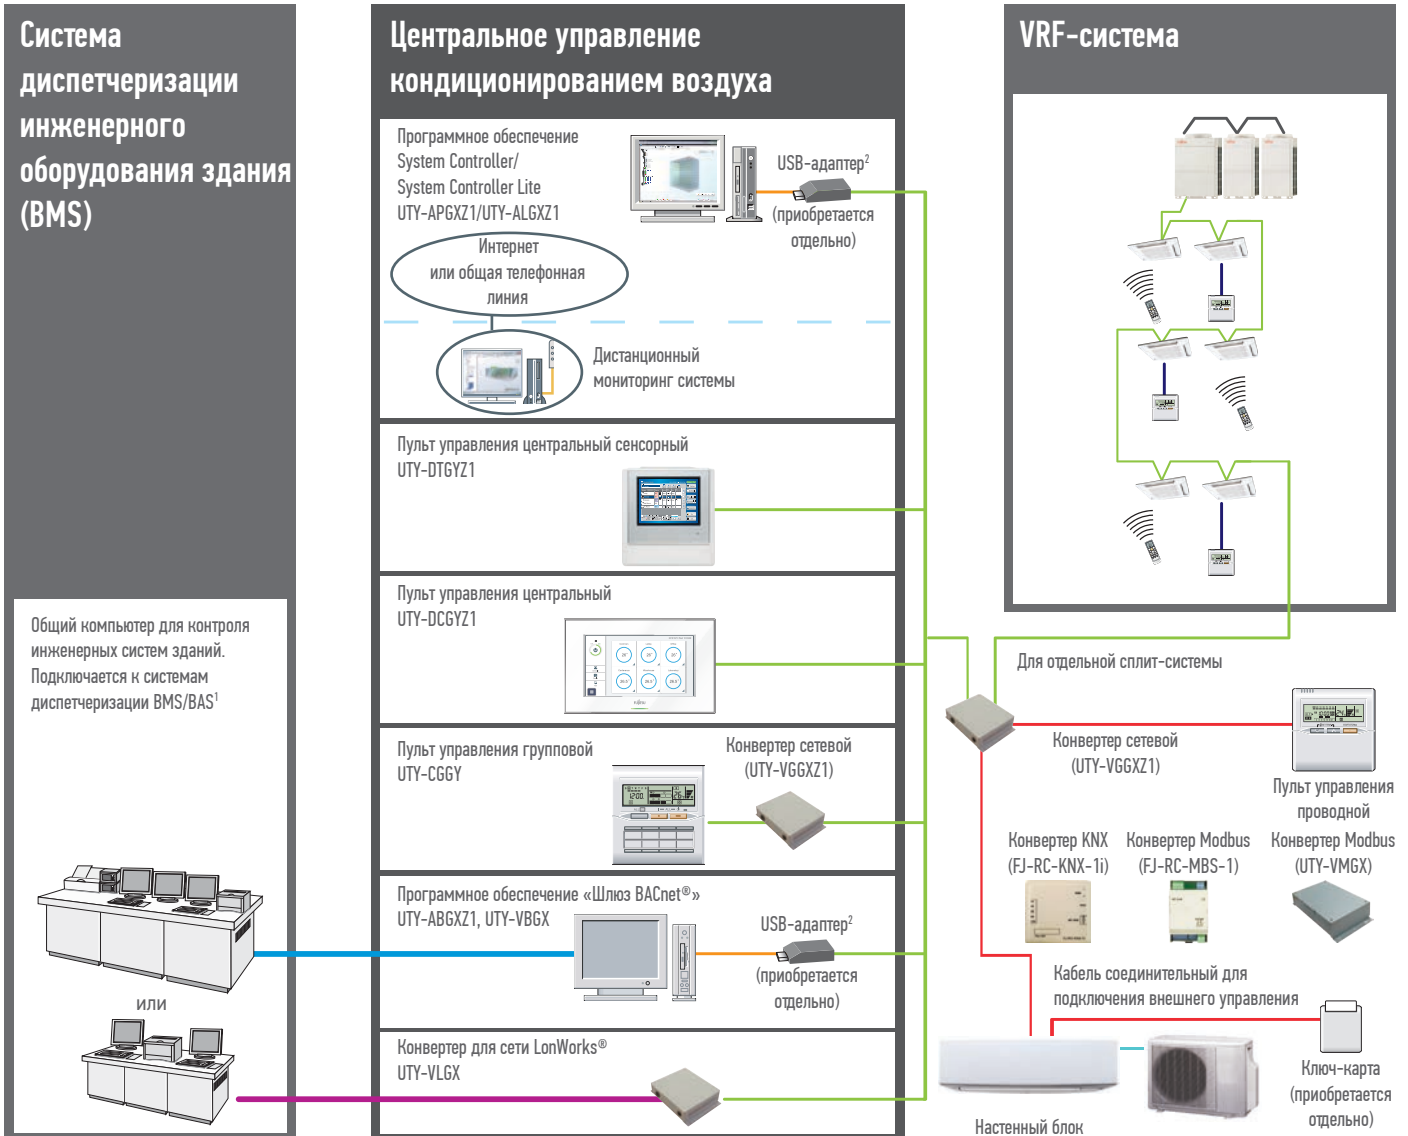 Система
диспетчеризации
инженерного
оборудования здания
(BMS)
Общий компьютер для контроля
инженерных систем зданий.
Подключается к системам
диспетчеризации BMS/BAS¹
или
Центральное управление
кондиционированием воздуха
Программное обеспечение
System Controller/
System Controller Lite
UTY-APGXZ1/UTY-ALGXZ1
USB-адаптер²
(приобретается
отдельно)
Интернет
или общая телефонная
линия
Дистанционный
мониторинг системы
Пульт управления центральный сенсорный
UTY-DTGYZ1
Пульт управления центральный
UTY-DCGYZ1
Пульт управления групповой
UTY-CGGY
Конвертер сетевой
(UTY-VGGXZ1)
Программное обеспечение «Шлюз BACnet®»
UTY-ABGXZ1, UTY-VBGX
USB-адаптер²
(приобретается
отдельно)
Конвертер для сети LonWorks®
UTY-VLGX
VRF-система
Для отдельной сплит-системы
Конвертер сетевой
(UTY-VGGXZ1)
Пульт управления
проводной
Конвертер KNX
(FJ-RC-KNX-1i)
Конвертер Modbus
(FJ-RC-MBS-1)
Конвертер Modbus
(UTY-VMGX)
Кабель соединительный для
подключения внешнего управления
Ключ-карта
(приобретается
отдельно)
Настенный блок